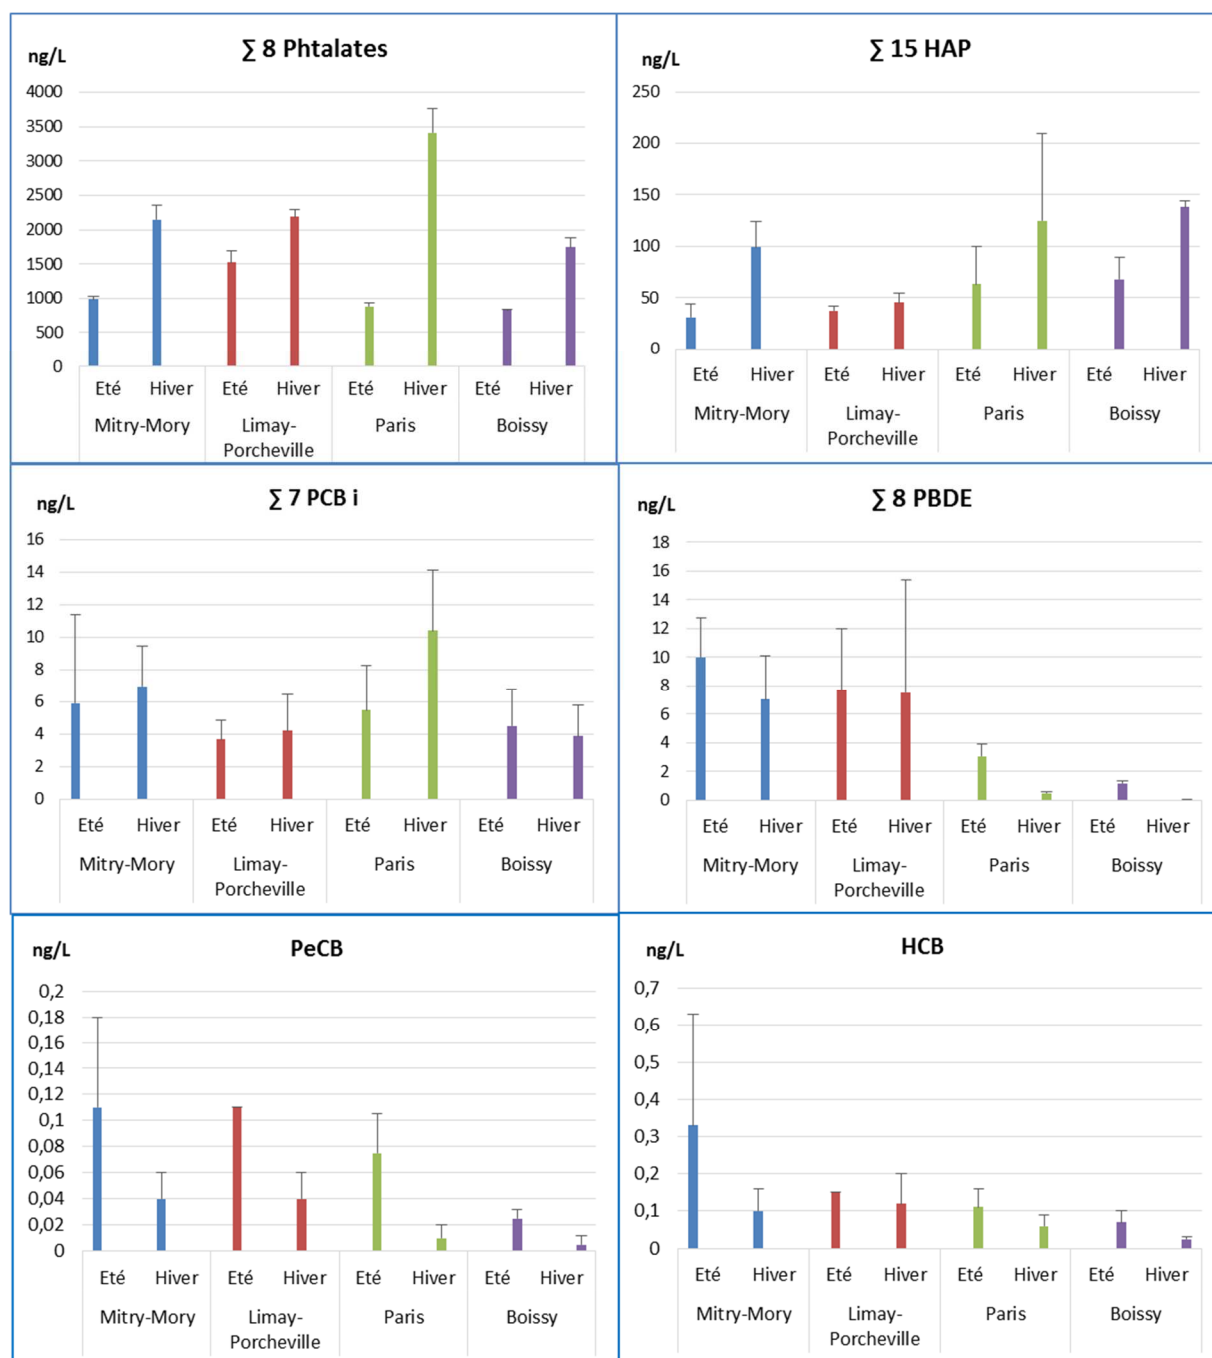 ∑ 8 Phtalates
ng/L
4000
3500
3000
2500
2000
1500
1000
500
0
Eté Hiver Eté Hiver Eté Hiver Eté Hiver
Mitry-Mory Limay- Paris Boissy
Porcheville
∑ 15 HAP
ng/L
250
200
150
100
50
0
Eté Hiver Eté Hiver Eté Hiver Eté Hiver
Mitry-Mory Limay- Paris Boissy
Porcheville
∑ 7 PCB i
ng/L
16
14
12
10
8
6
4
2
0
Eté Hiver Eté Hiver Eté Hiver Eté Hiver
Mitry-Mory Limay- Paris Boissy
Porcheville
∑ 8 PBDE
ng/L
18
16
14
12
10
8
6
4
2
0
Eté Hiver Eté Hiver Eté Hiver Eté Hiver
Mitry-Mory Limay- Paris Boissy
Porcheville
PeCB
ng/L
0,2
0,18
0,16
0,14
0,12
0,1
0,08
0,06
0,04
0,02
0
Eté Hiver Eté Hiver Eté Hiver Eté Hiver
Mitry-Mory Limay- Paris Boissy
Porcheville
HCB
ng/L
0,7
0,6
0,5
0,4
0,3
0,2
0,1
0
Eté Hiver Eté Hiver Eté Hiver Eté Hiver
Mitry-Mory Limay- Paris Boissy
Porcheville